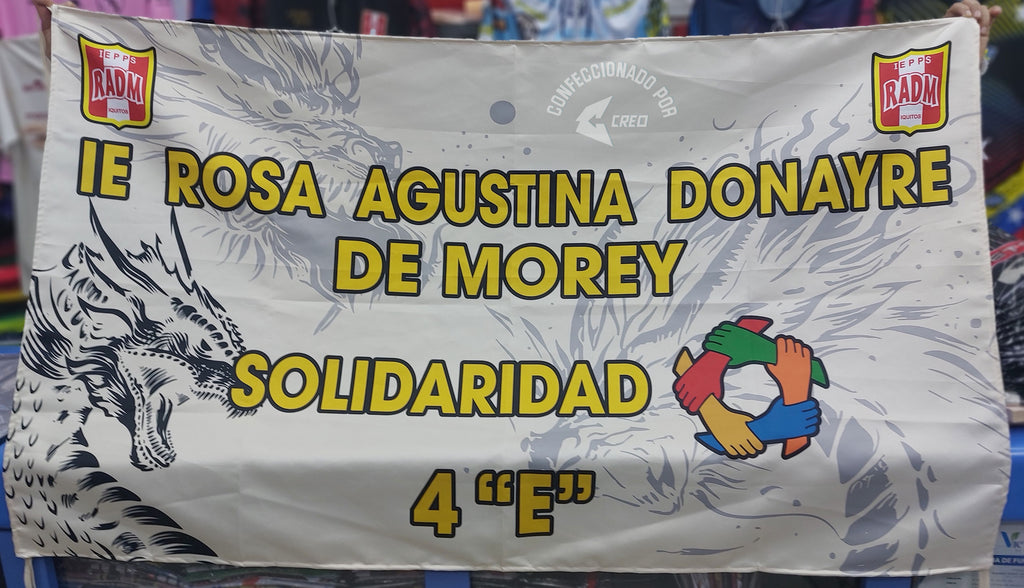 IEPPS
RADM
IQUITOS
CONFECCIONADO POR
CREO
IEPPS
RADM
IQUITOS
IE ROSA AGUSTINA DONAYRE
DE MOREY
SOLIDARIDAD
4 “E”